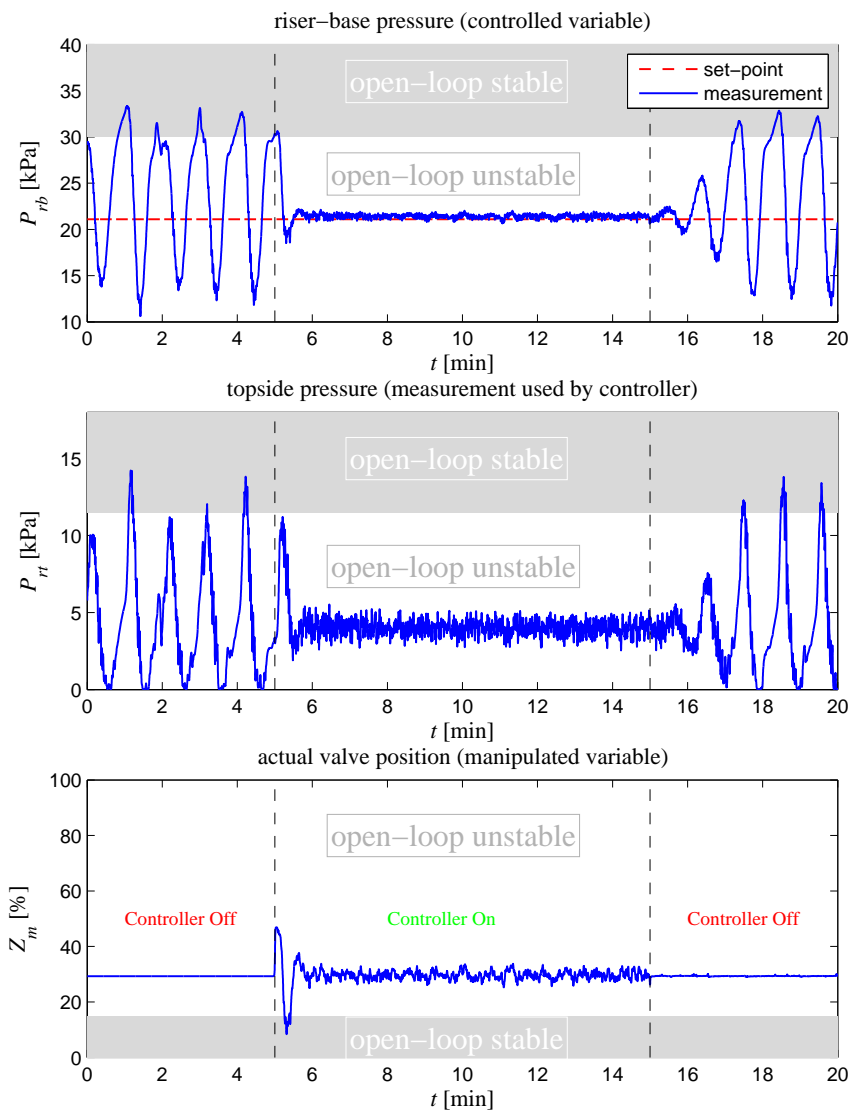 riser−base pressure (controlled variable)
40
35
30
25
20
15
10
P_rb [kPa]
open−loop stable
open−loop unstable
set−point
measurement
0 2 4 6 8 10 12 14 16 18 20
t [min]
topside pressure (measurement used by controller)
15
10
5
0
P_rt [kPa]
open−loop stable
open−loop unstable
0 2 4 6 8 10 12 14 16 18 20
t [min]
actual valve position (manipulated variable)
100
80
60
40
20
0
Z_m [%]
open−loop unstable
Controller Off Controller On Controller Off
open−loop stable
0 2 4 6 8 10 12 14 16 18 20
t [min]